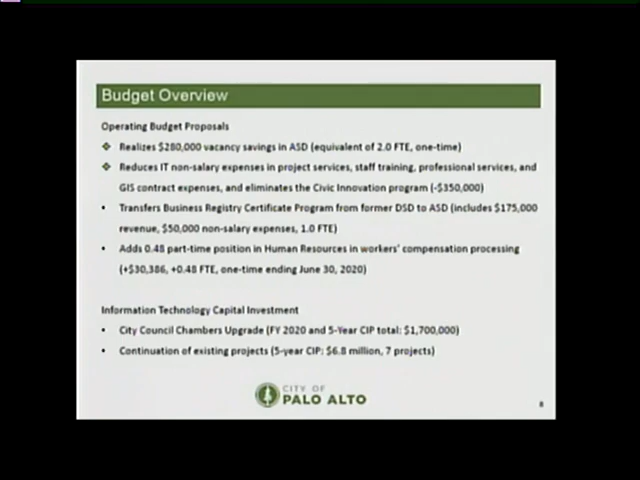 Budget Overview
Operating Budget Proposals
❖ Realizes $280,000 vacancy savings in ASD (equivalent of 2.0 FTE, one-time)
❖ Reduces IT non-salary expenses in project services, staff training, professional services, and
GIS contract expenses, and eliminates the Civic Innovation program (-$350,000)
• Transfers Business Registry Certificate Program from former DSD to ASD (includes $175,000
revenue, $50,000 non-salary expenses, 1.0 FTE)
• Adds 0.48 part-time position in Human Resources in workers' compensation processing
(+$30,386, +0.48 FTE, one-time ending June 30, 2020)
Information Technology Capital Investment
• City Council Chambers Upgrade (FY 2020 and 5-Year CIP total: $1,700,000)
• Continuation of existing projects (5-year CIP: $6.8 million, 7 projects)
CITY OF
PALO ALTO
8